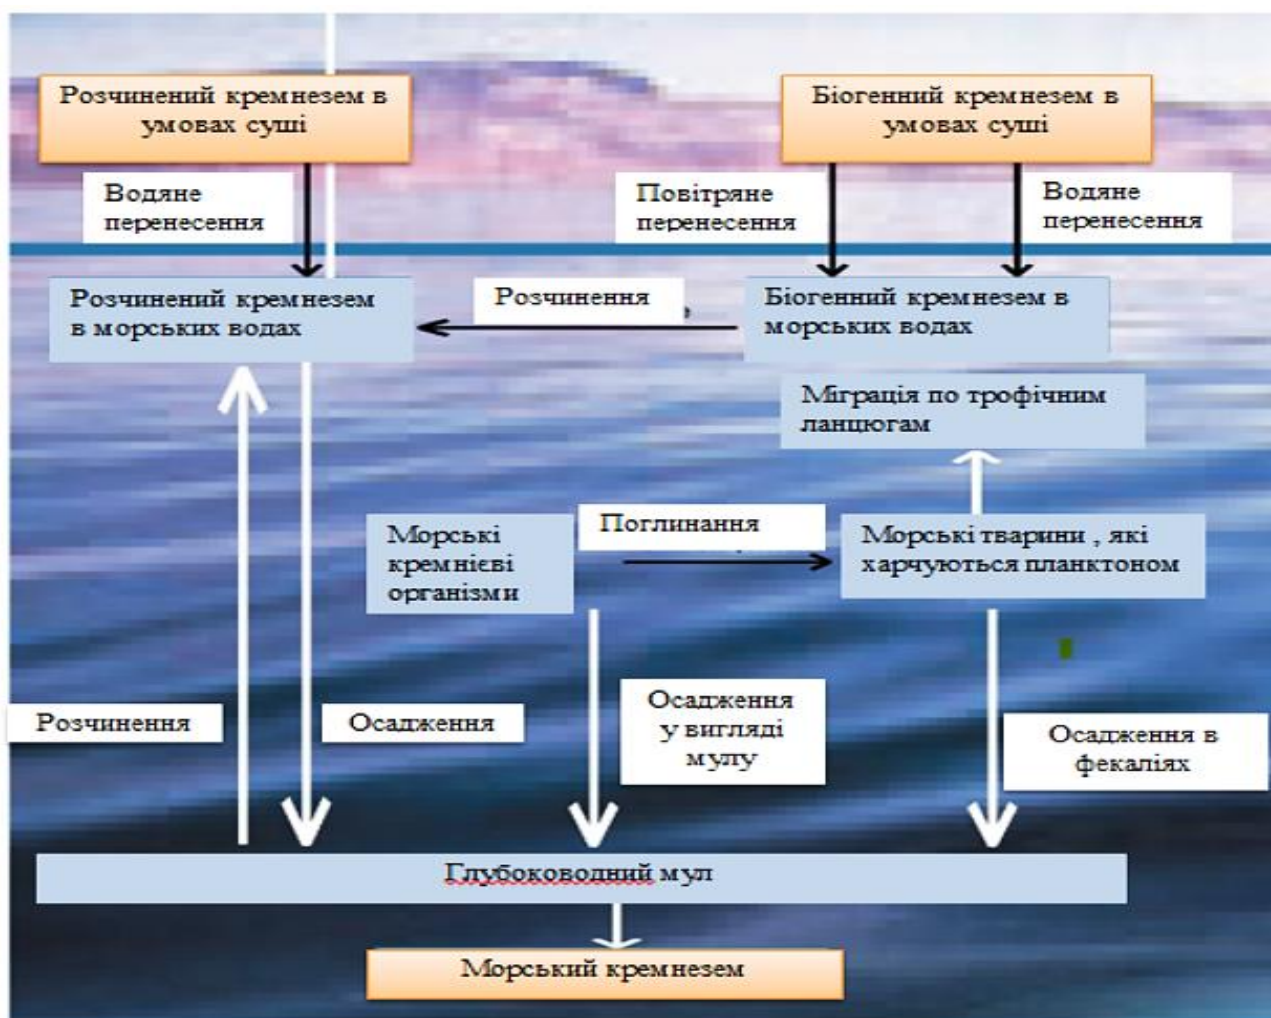 Розчинений кремнезем в
умовах суші
Біогенний кремнезем в
умовах суші
Водяне
перенесення
Повітряне
перенесення
Водяне
перенесення
Розчинений кремнезем
в морських водах
Розчинення
Біогенний кремнезем в
морських водах
Міграція по трофічним
ланцюгам
Морські
кремнієві
організми
Поглинання
Морські тварини , які
харчуються планктоном
Розчинення
Осадження
Осадження
у вигляді
мулу
Осадження в
фекаліях
Глубоководний мул
Морський кремнезем